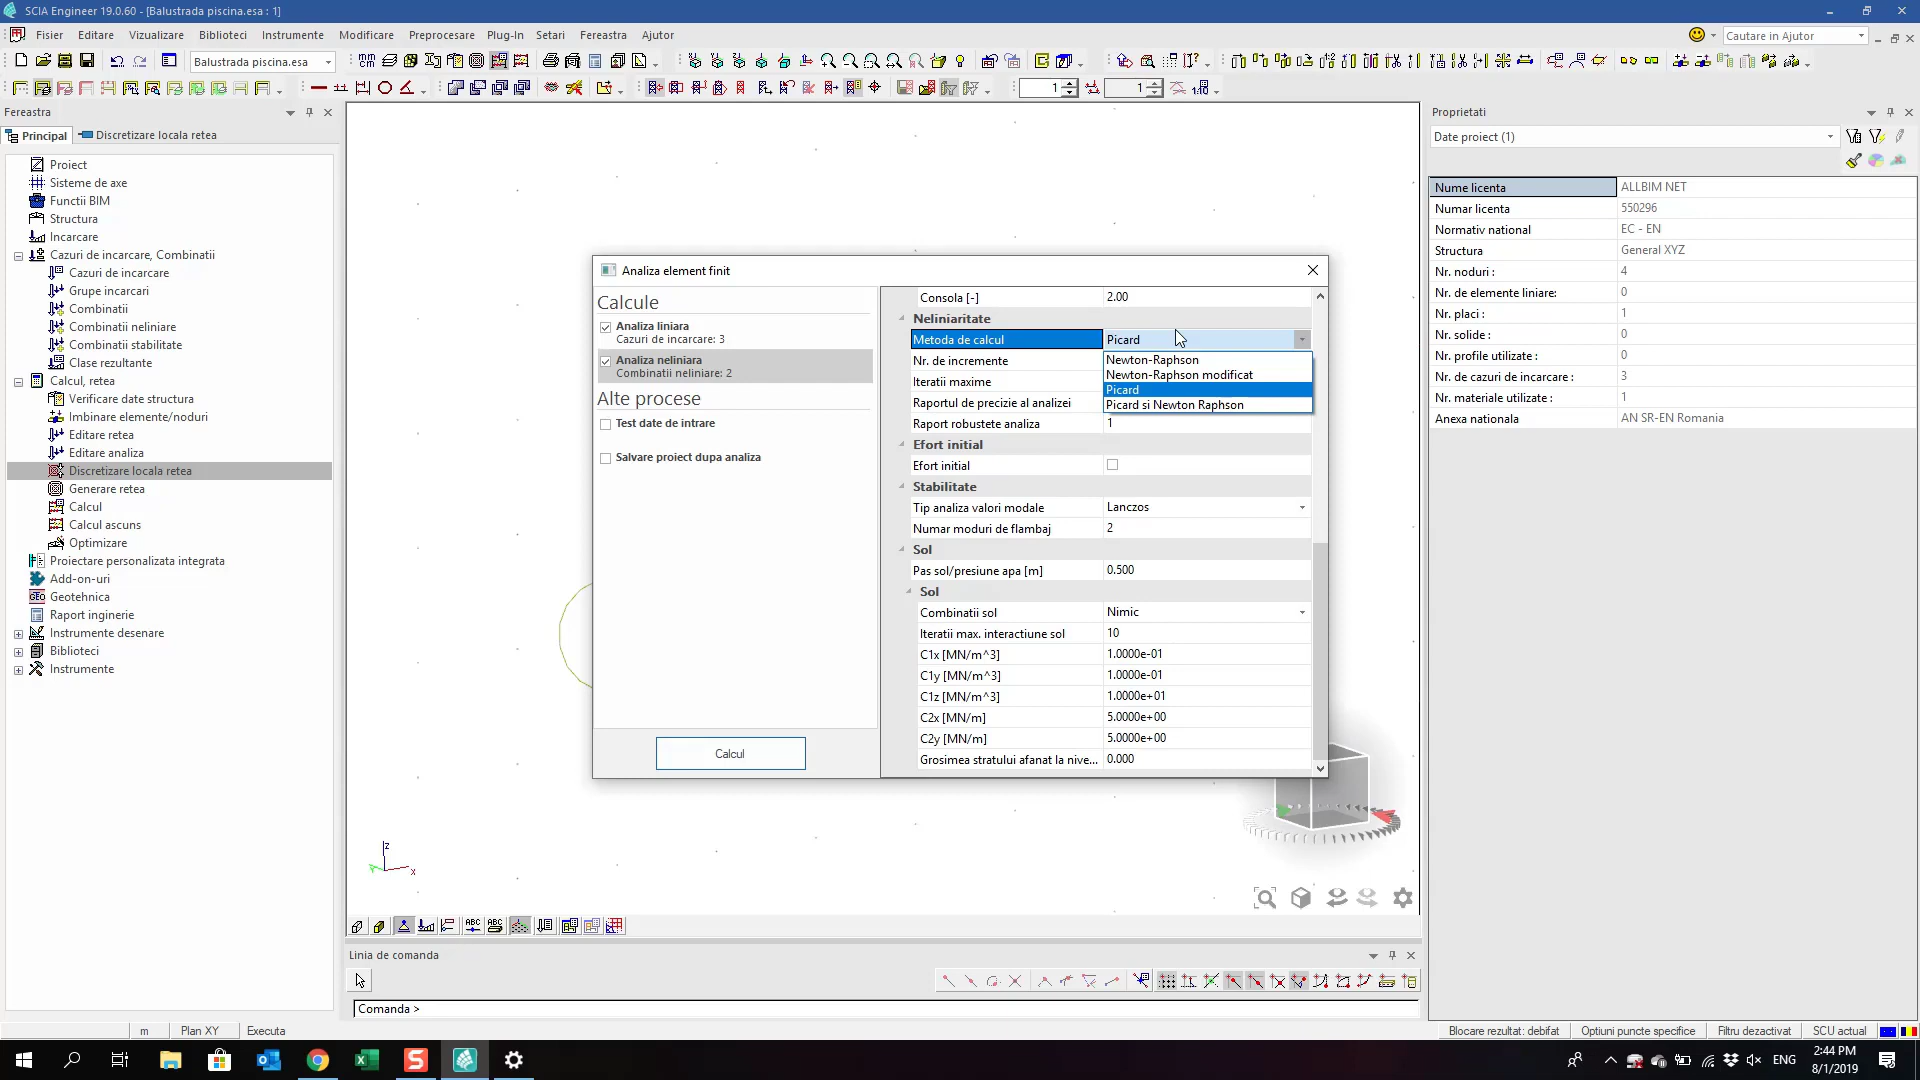 SCIA Engineer 19.0.60 - [Balustrada piscina.esa : 1]
Fisier Editare Vizualizare Biblioteci Instrumente Modificare Preprocesare Plug-In Setari Fereastra Ajutor
Cautare in Ajutor
Balustrada piscina.esa
1
1
Fereastra
Principal
Discretizare locala retea
Proiect
Sisteme de axe
Functii BIM
Structura
Incarcare
Cazuri de incarcare, Combinatii
Cazuri de incarcare
Grupe incarcari
Combinatii
Combinatii neliniare
Combinatii stabilitate
Clase rezultante
Calcul, retea
Verificare date structura
Imbinare elemente/noduri
Editare retea
Editare analiza
Discretizare locala retea
Generare retea
Calcul
Calcul ascuns
Optimizare
Proiectare personalizata integrata
Add-on-uri
Geotehnica
Raport inginerie
Instrumente desenare
Biblioteci
Instrumente
Analiza element finit
Calcule
Analiza liniara
Cazuri de incarcare: 3
Analiza neliniara
Combinatii neliniare: 2
Alte procese
Test date de intrare
Salvare proiect dupa analiza
Calcul
Consola [-] 2.00
Neliniaritate
Metoda de calcul Picard
Nr. de incremente
Iteratii maxime
Raportul de precizie al analizei
Newton-Raphson
Newton-Raphson modificat
Picard
Picard si Newton Raphson
Raport robustete analiza 1
Efort initial
Efort initial
Stabilitate
Tip analiza valori modale Lanczos
Numar moduri de flambaj 2
Sol
Pas sol/presiune apa [m] 0.500
Sol
Combinatii sol Nimic
Iteratii max. interactiune sol 10
C1x [MN/m^3] 1.0000e-01
C1y [MN/m^3] 1.0000e-01
C1z [MN/m^3] 1.0000e+01
C2x [MN/m] 5.0000e+00
C2y [MN/m] 5.0000e+00
Grosimea stratului afanat la nive... 0.000
z
x
Proprietati
Date proiect (1)
Nume licenta ALLBIM NET
Numar licenta 550296
Normativ national EC - EN
Structura General XYZ
Nr. noduri : 4
Nr. de elemente liniare: 0
Nr. placi : 1
Nr. solide : 0
Nr. profile utilizate : 0
Nr. de cazuri de incarcare : 3
Nr. materiale utilizate : 1
Anexa nationala AN SR-EN Romania
Linia de comanda
Comanda >
m Plan XY Executa
Blocare rezultat: debifat Optiuni puncte specifice Filtru dezactivat SCU actual
ENG
2:44 PM
8/1/2019